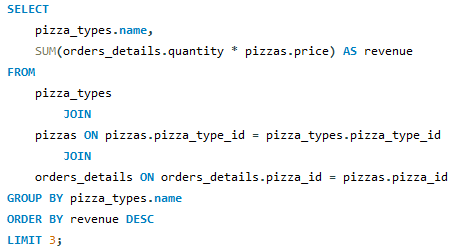 SELECT
pizza_types.name,
SUM(orders_details.quantity * pizzas.price) AS revenue
FROM
pizza_types
JOIN
pizzas ON pizzas.pizza_type_id = pizza_types.pizza_type_id
JOIN
orders_details ON orders_details.pizza_id = pizzas.pizza_id
GROUP BY pizza_types.name
ORDER BY revenue DESC
LIMIT 3;